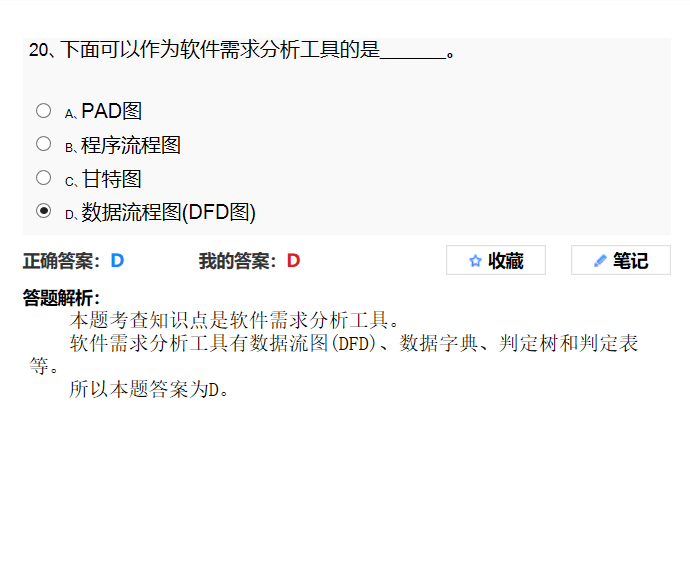 20、下面可以作为软件需求分析工具的是______。
A、PAD图
B、程序流程图
C、甘特图
D、数据流程图(DFD图)
正确答案：D 我的答案：D 收藏 笔记
答题解析：
本题考查知识点是软件需求分析工具。
软件需求分析工具有数据流图(DFD)、数据字典、判定树和判定表
等。
所以本题答案为D。